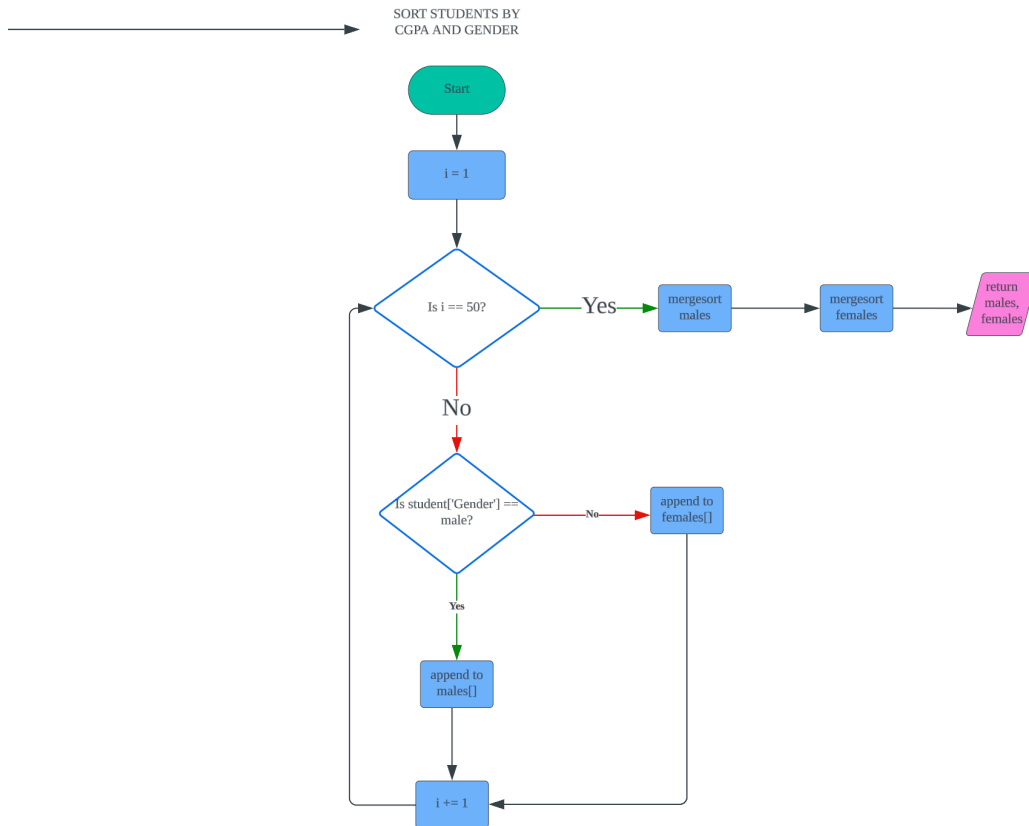 SORT STUDENTS BY
CGPA AND GENDER
Start
i = 1
Is i == 50?
Yes
mergesort
males
mergesort
females
return
males,
females
No
Is student['Gender'] ==
male?
No
append to
females[]
Yes
append to
males[]
i += 1